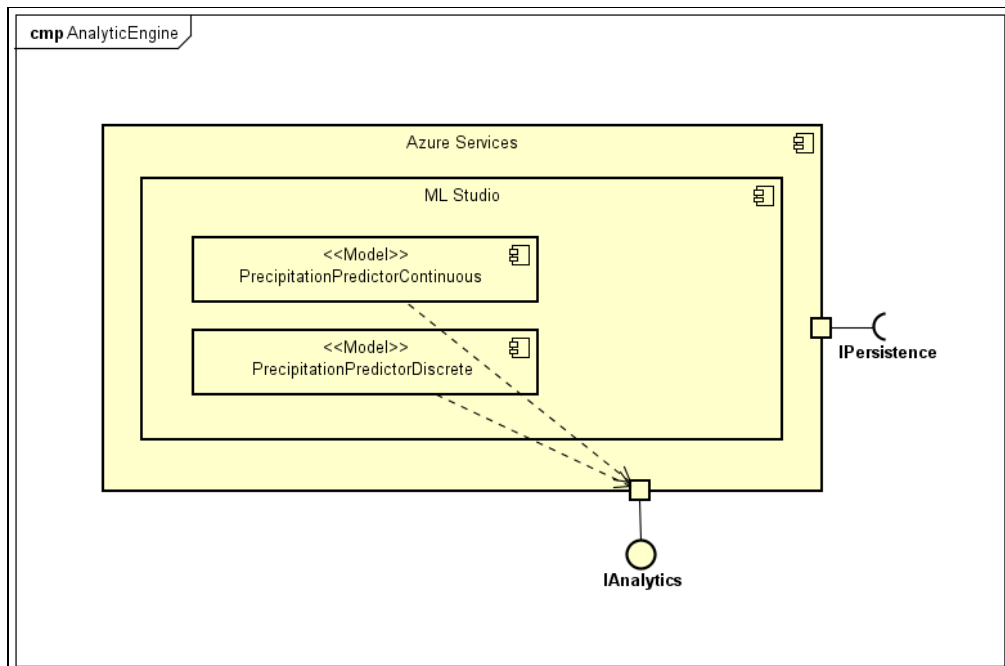 cmp AnalyticEngine
Azure Services
ML Studio
<<Model>>
PrecipitationPredictorContinuous
<<Model>>
PrecipitationPredictorDiscrete
IPersistence
IAnalytics